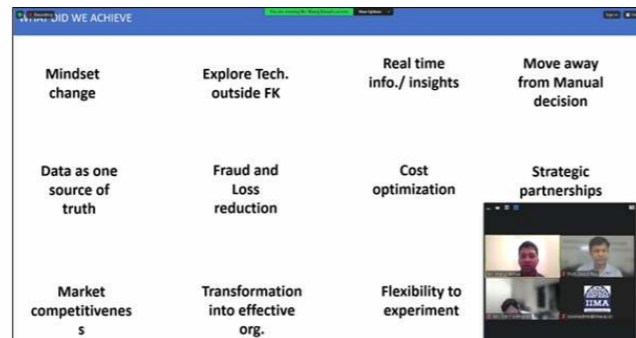 WHAT DID WE ACHIEVE
Mindset
change
Explore Tech.
outside FK
Real time
info./ insights
Move away
from Manual
decision
Data as one
source of
truth
Fraud and
Loss
reduction
Cost
optimization
Strategic
partnerships
Market
competitivenes
s
Transformation
into effective
org.
Flexibility to
experiment
IIMA